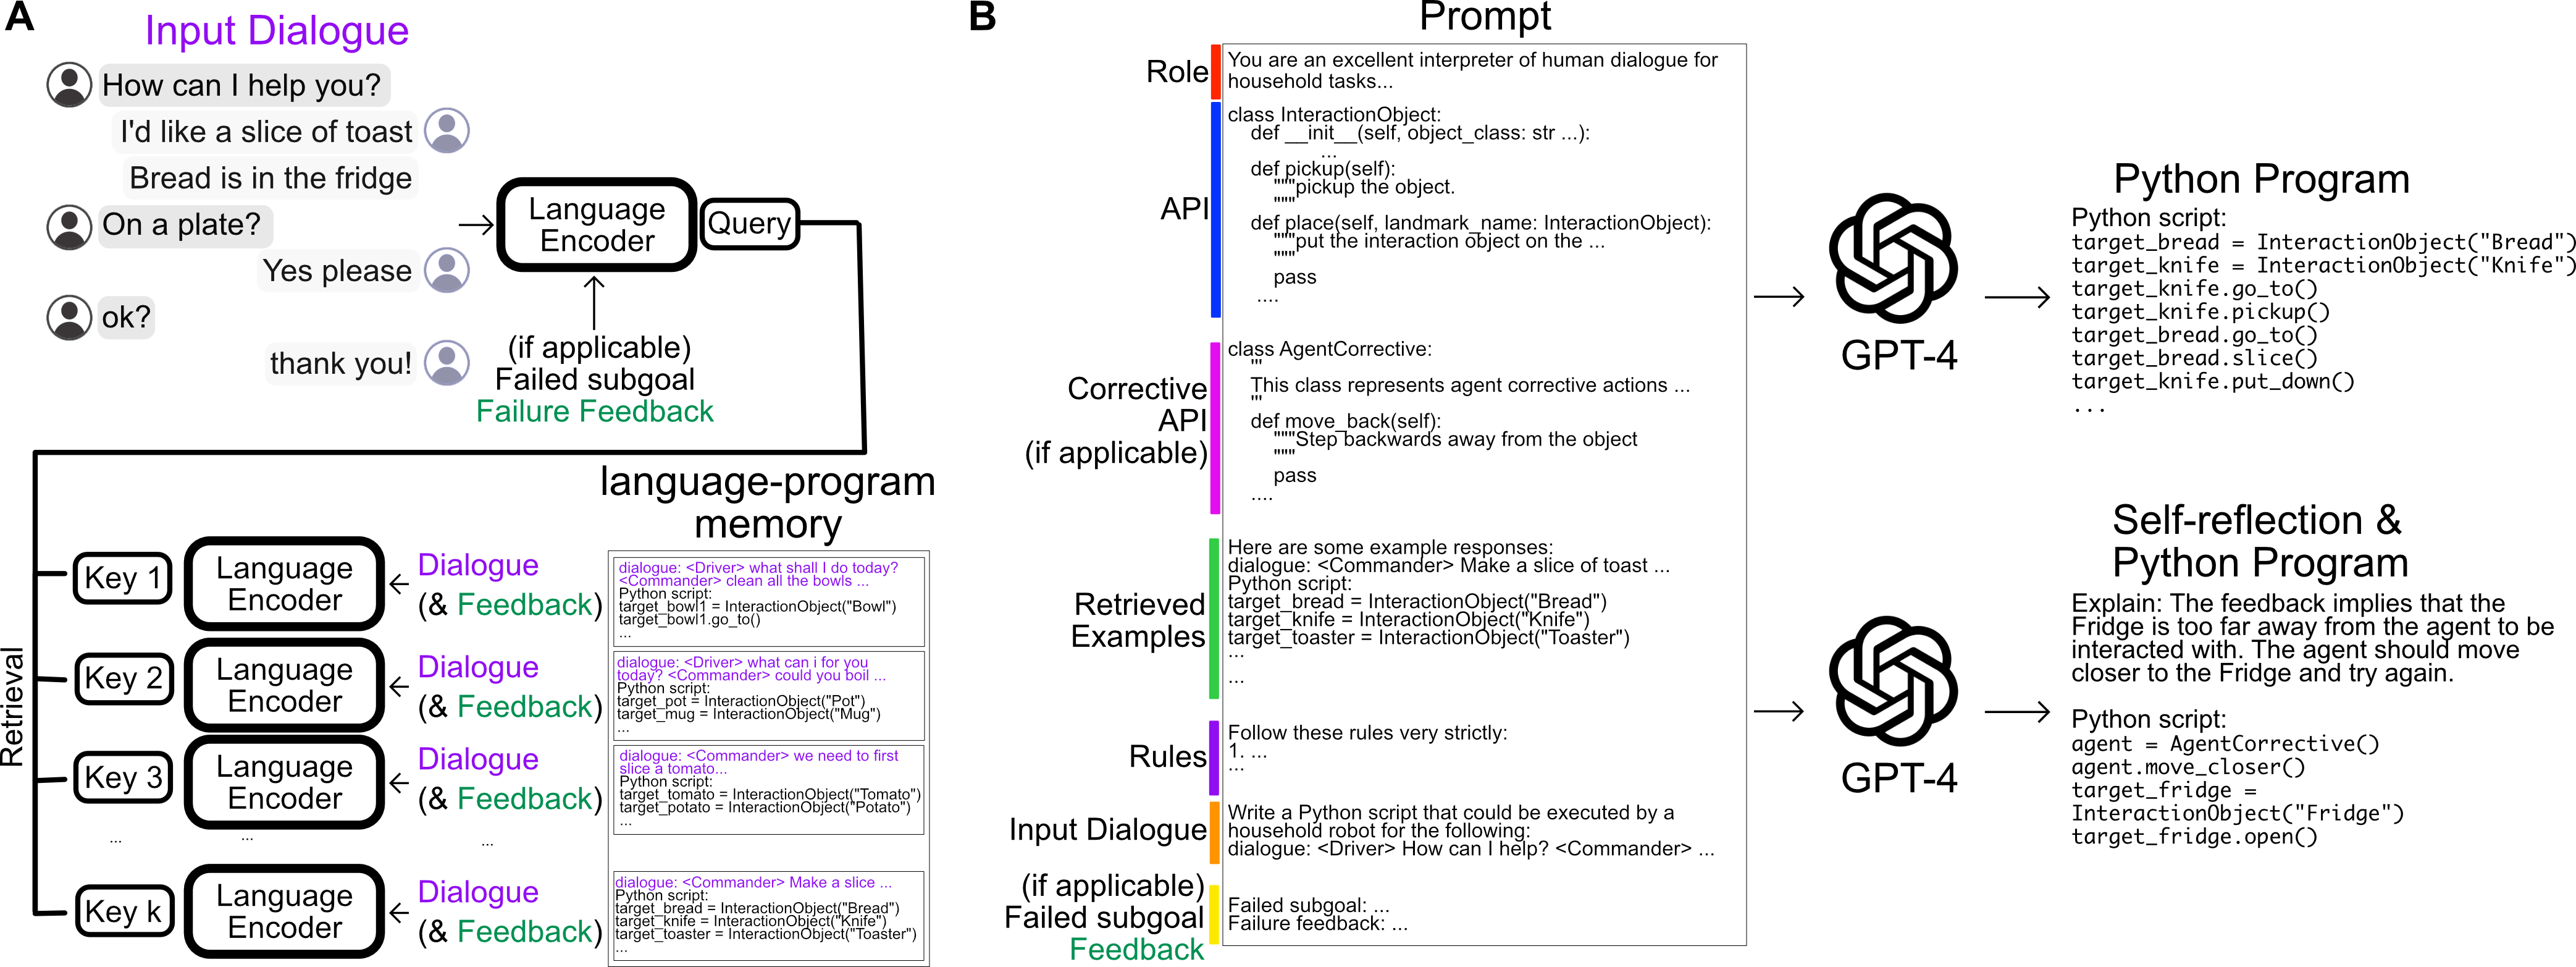 A
Input Dialogue
How can I help you?
I'd like a slice of toast
Bread is in the fridge
On a plate?
Yes please
ok?
thank you!
Language
Encoder
Query
(if applicable)
Failed subgoal
Failure Feedback
language-program
memory
Retrieval
Key 1
Language
Encoder
Dialogue
(& Feedback)
dialogue: <Driver> what shall I do today?
<Commander> clean all the bowls ...
Python script:
target_bowl1 = InteractionObject("Bowl")
target_bowl1.go_to()
...
Key 2
Language
Encoder
Dialogue
(& Feedback)
dialogue: <Driver> what can i for you
today? <Commander> could you boil ...
Python script:
target_pot = InteractionObject("Pot")
target_mug = InteractionObject("Mug")
...
Key 3
Language
Encoder
Dialogue
(& Feedback)
dialogue: <Commander> we need to first
slice a tomato...
Python script:
target_tomato = InteractionObject("Tomato")
target_potato = InteractionObject("Potato")
...
... ... ...
Key k
Language
Encoder
Dialogue
(& Feedback)
dialogue: <Commander> Make a slice ...
Python script:
target_bread = InteractionObject("Bread")
target_knife = InteractionObject("Knife")
target_toaster = InteractionObject("Toaster")
...
B
Prompt
Role
You are an excellent interpreter of human dialogue for
household tasks...
API
class InteractionObject:
def __init__(self, object_class: str ...):
...
def pickup(self):
"""pickup the object.
"""
def place(self, landmark_name: InteractionObject):
"""put the interaction object on the ...
"""
pass
....
Corrective
API
(if applicable)
class AgentCorrective:
'''
This class represents agent corrective actions ...
'''
def move_back(self):
"""Step backwards away from the object
"""
pass
....
Retrieved
Examples
Here are some example responses:
dialogue: <Commander> Make a slice of toast ...
Python script:
target_bread = InteractionObject("Bread")
target_knife = InteractionObject("Knife")
target_toaster = InteractionObject("Toaster")
...
...
Rules
Follow these rules very strictly:
1. ...
...
Input Dialogue
Write a Python script that could be executed by a
household robot for the following:
dialogue: <Driver> How can I help? <Commander> ...
(if applicable)
Failed subgoal
Feedback
Failed subgoal: ...
Failure feedback: ...
GPT-4
Python Program
Python script:
target_bread = InteractionObject("Bread")
target_knife = InteractionObject("Knife")
target_knife.go_to()
target_knife.pickup()
target_bread.go_to()
target_bread.slice()
target_knife.put_down()
...
GPT-4
Self-reflection &
Python Program
Explain: The feedback implies that the
Fridge is too far away from the agent to be
interacted with. The agent should move
closer to the Fridge and try again.
Python script:
agent = AgentCorrective()
agent.move_closer()
target_fridge =
InteractionObject("Fridge")
target_fridge.open()